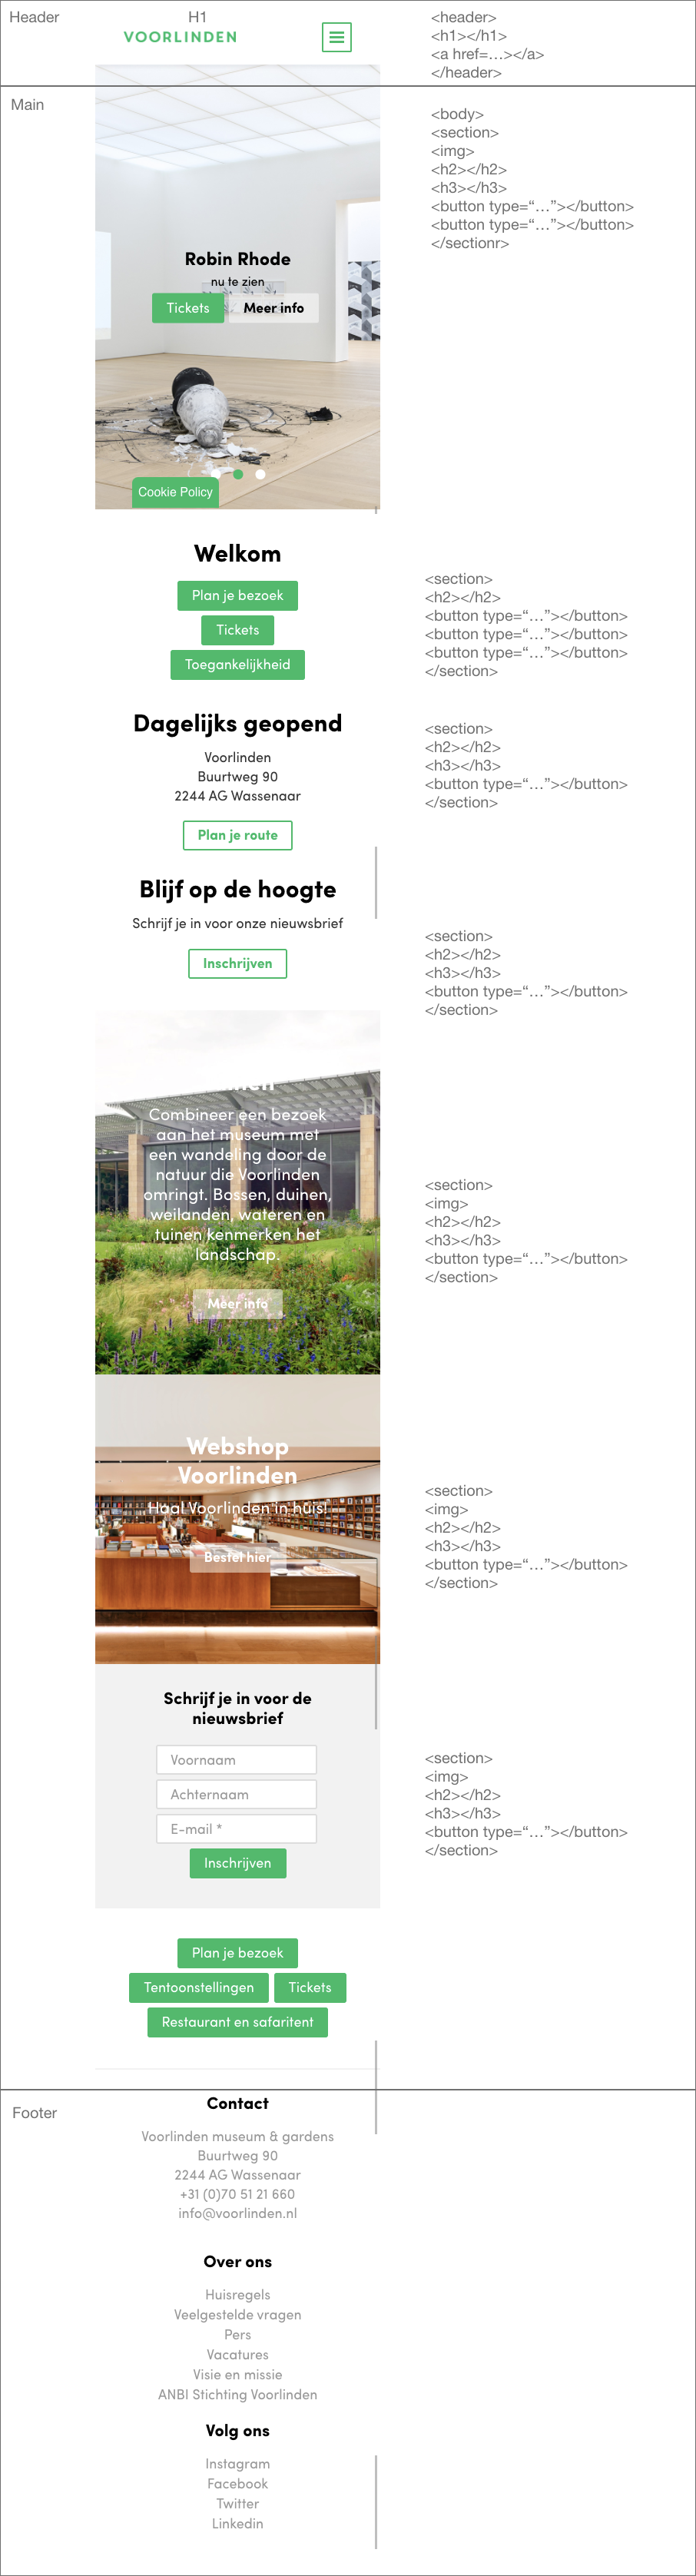 Header
H1
VOORLINDEN
<header>
<h1></h1>
<a href=…></a>
</header>
Main
<body>
<section>
<img>
<h2></h2>
<h3></h3>
<button type=“…”></button>
<button type=“…”></button>
</sectionr>
Robin Rhode
nu te zien
Tickets
Meer info
Cookie Policy
Welkom
Plan je bezoek
Tickets
Toegankelijkheid
<section>
<h2></h2>
<button type=“…”></button>
<button type=“…”></button>
<button type=“…”></button>
</section>
Dagelijks geopend
Voorlinden
Buurtweg 90
2244 AG Wassenaar
Plan je route
<section>
<h2></h2>
<h3></h3>
<button type=“…”></button>
</section>
Blijf op de hoogte
Schrijf je in voor onze nieuwsbrief
Inschrijven
<section>
<h2></h2>
<h3></h3>
<button type=“…”></button>
</section>
Combineer een bezoek
aan het museum met
een wandeling door de
natuur die Voorlinden
omringt. Bossen, duinen,
weilanden, wateren en
tuinen kenmerken het
landschap.
Meer info
<section>
<img>
<h2></h2>
<h3></h3>
<button type=“…”></button>
</section>
Webshop
Voorlinden
Haal Voorlinden in huis!
Bestel hier
<section>
<img>
<h2></h2>
<h3></h3>
<button type=“…”></button>
</section>
Schrijf je in voor de
nieuwsbrief
Voornaam
Achternaam
E-mail *
Inschrijven
<section>
<img>
<h2></h2>
<h3></h3>
<button type=“…”></button>
</section>
Plan je bezoek
Tentoonstellingen
Tickets
Restaurant en safaritent
Footer
Contact
Voorlinden museum & gardens
Buurtweg 90
2244 AG Wassenaar
+31 (0)70 51 21 660
info@voorlinden.nl
Over ons
Huisregels
Veelgestelde vragen
Pers
Vacatures
Visie en missie
ANBI Stichting Voorlinden
Volg ons
Instagram
Facebook
Twitter
Linkedin